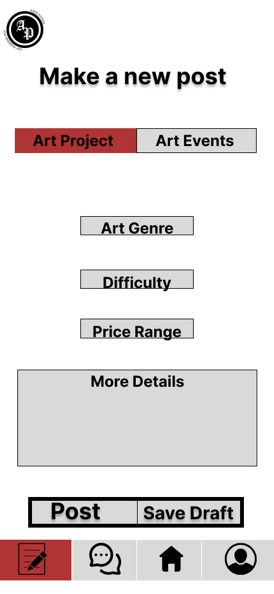 AP
Make a new post
Art Project Art Events
Art Genre
Difficulty
Price Range
More Details
Post Save Draft